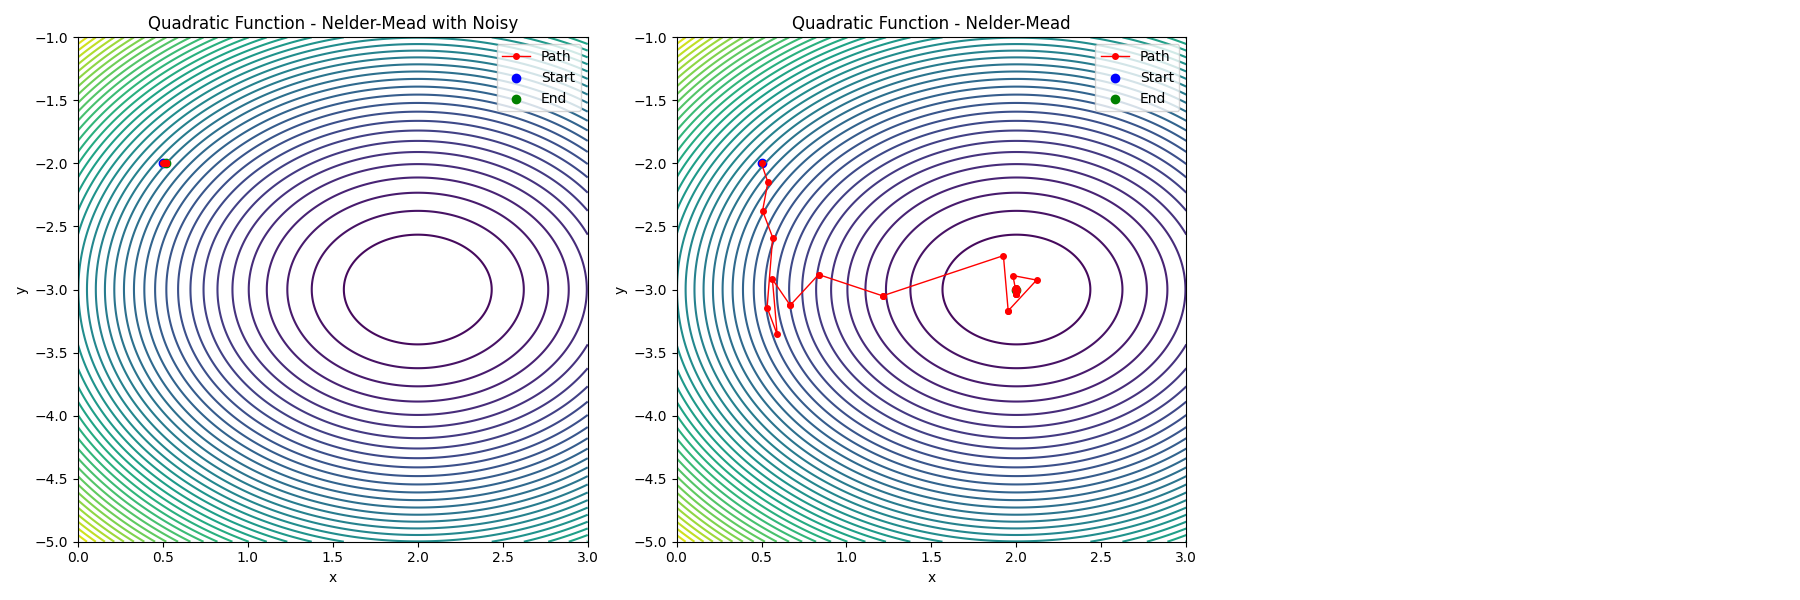 Quadratic Function - Nelder-Mead with Noisy
−1.0
−1.5
−2.0
−2.5
−3.0
−3.5
−4.0
−4.5
−5.0
y
0.0 0.5 1.0 1.5 2.0 2.5 3.0
x
Path
Start
End
Quadratic Function - Nelder-Mead
−1.0
−1.5
−2.0
−2.5
−3.0
−3.5
−4.0
−4.5
−5.0
y
0.0 0.5 1.0 1.5 2.0 2.5 3.0
x
Path
Start
End